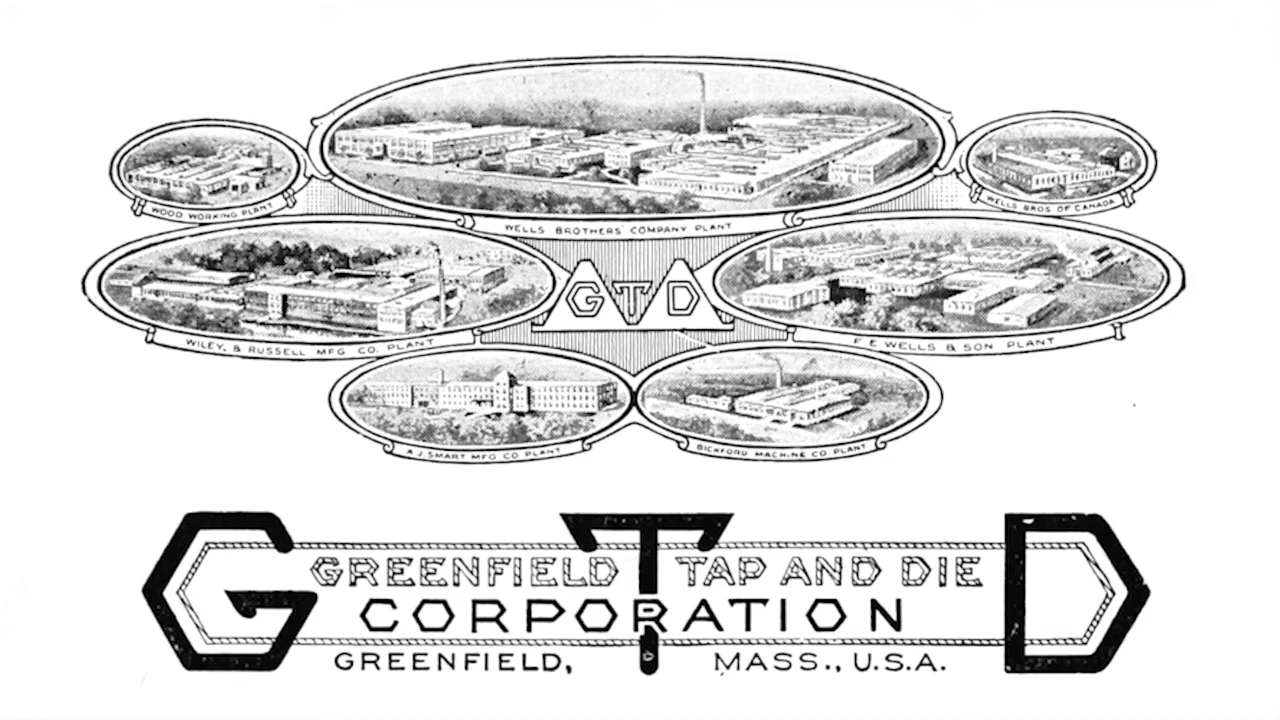 WOOD WORKING PLANT
WELLS BROTHERS' COMPANY PLANT
WELLS BROS. OF CANADA
WILEY, & RUSSELL MFG. CO. PLANT
GTD
F. E. WELLS & SON PLANT
A. J. SMART MFG CO PLANT
BICKFORD MACHINE CO PLANT
GTD
GREENFIELD TAP AND DIE
CORPORATION
GREENFIELD, MASS., U.S.A.